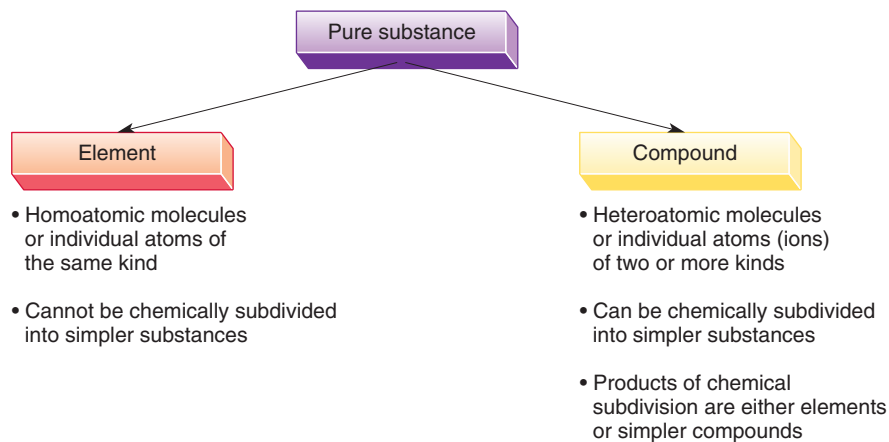 Pure substance
Element
• Homoatomic molecules
or individual atoms of
the same kind
• Cannot be chemically subdivided
into simpler substances
Compound
• Heteroatomic molecules
or individual atoms (ions)
of two or more kinds
• Can be chemically subdivided
into simpler substances
• Products of chemical
subdivision are either elements
or simpler compounds